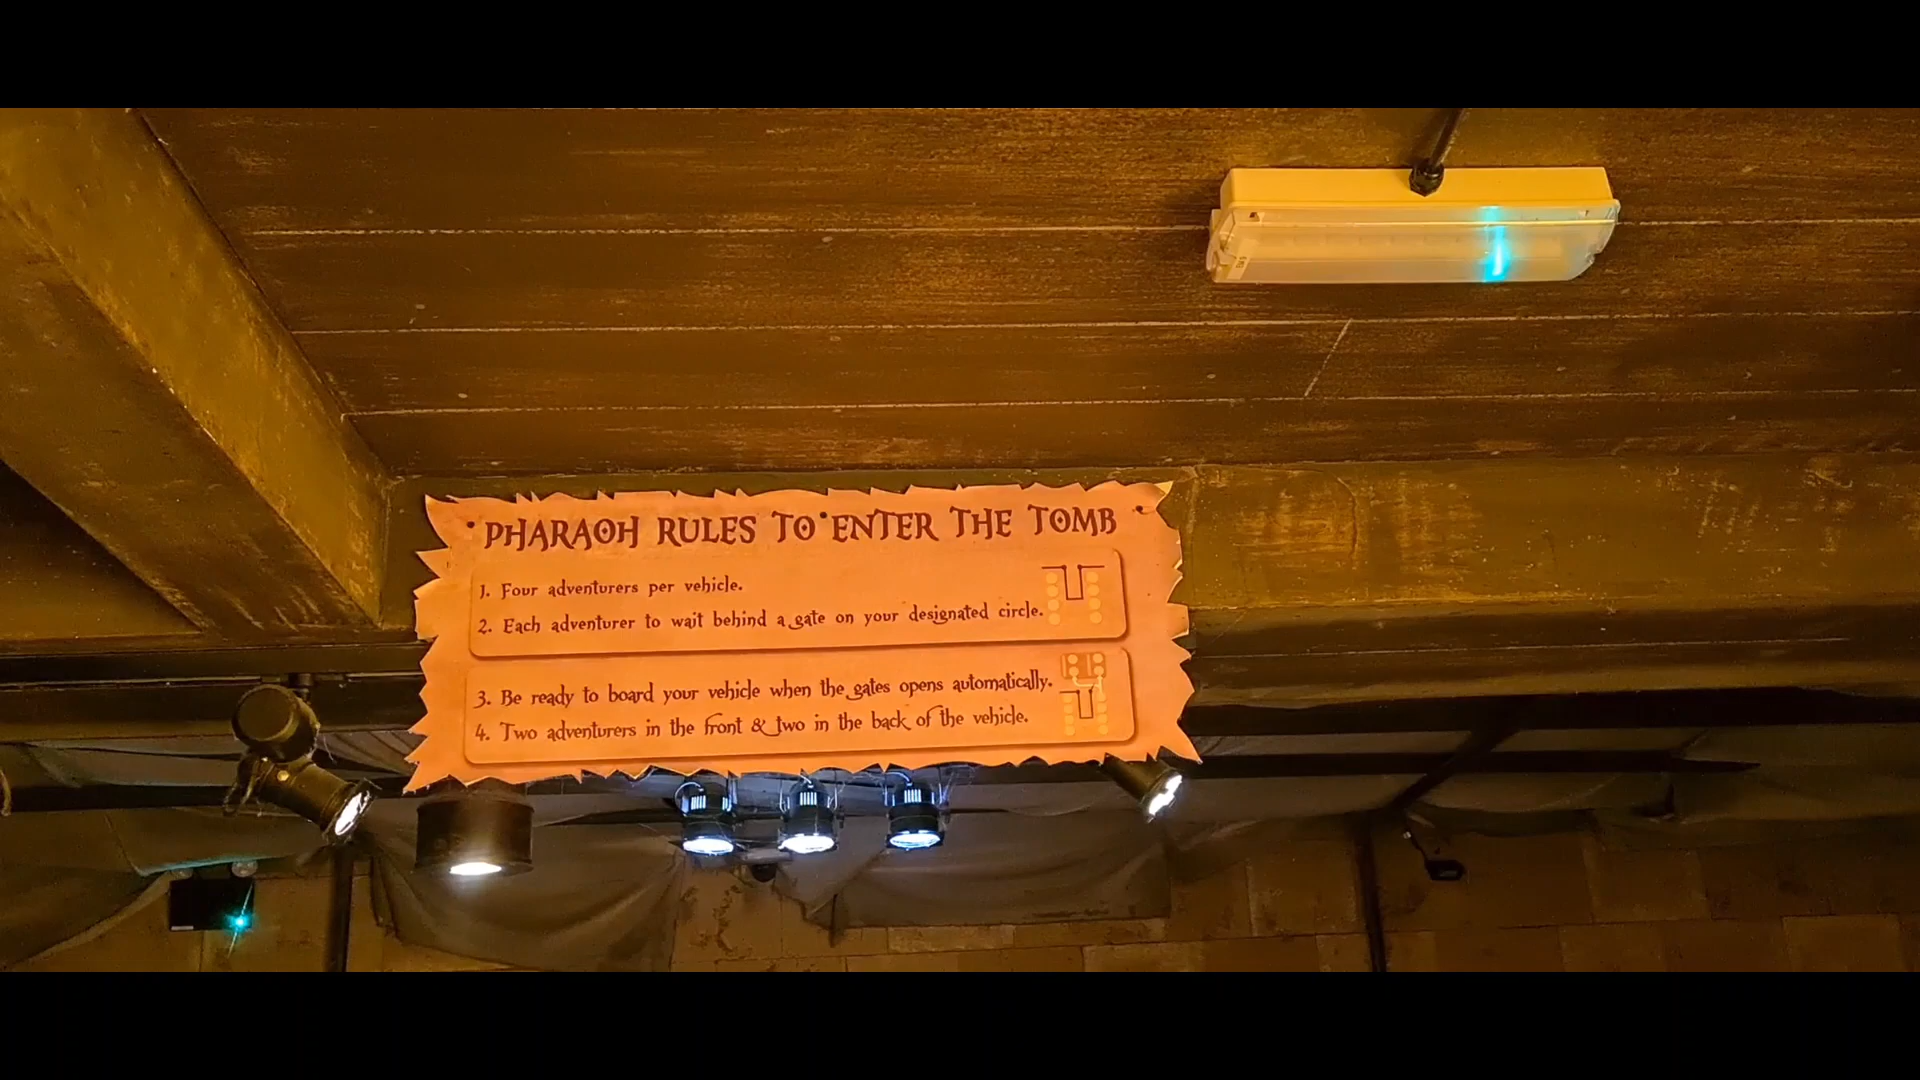 PHARAOH RULES TO ENTER THE TOMB
1. Four adventurers per vehicle.
2. Each adventurer to wait behind a gate on your designated circle.
3. Be ready to board your vehicle when the gates opens automatically.
4. Two adventurers in the front & two in the back of the vehicle.